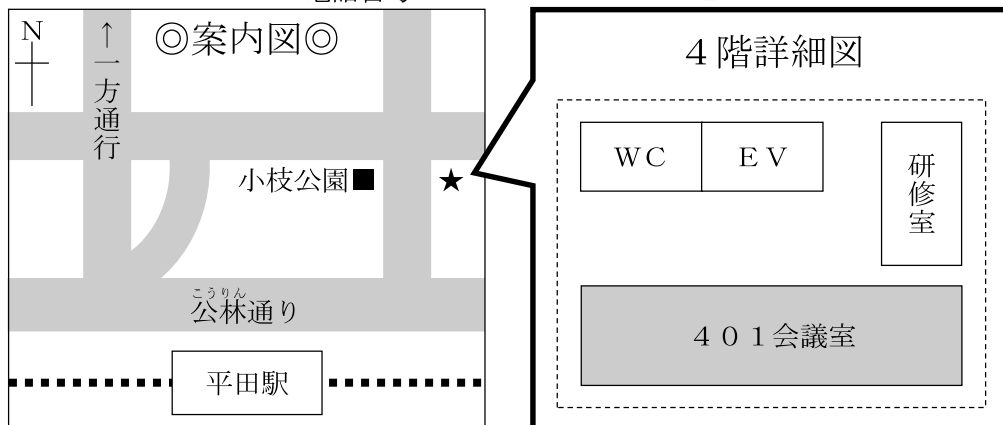 ◎案内図◎
N
↑一方通行
小枝公園■
★
こうりん
公林通り
平田駅
4階詳細図
WC
EV
研修室
401会議室